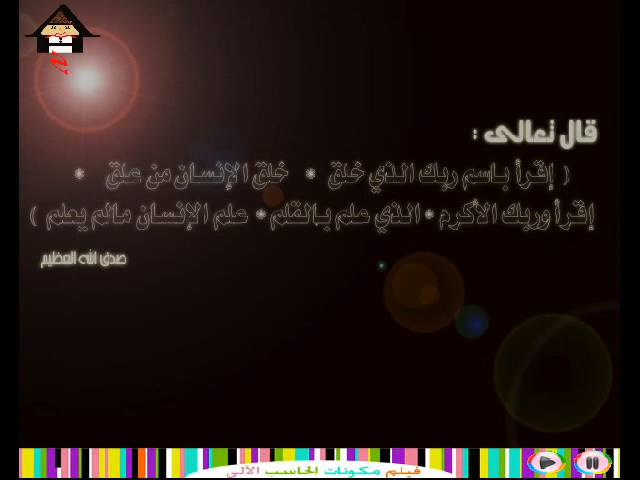 قال تعالى :
( إقرأ باسم ربك الذي خلق * خلق الإنسان من علق *
إقرأ وربك الأكرم * الذي علم بالقلم * علم الإنسان مالم يعلم )
صدق الله العظيم
فيلم مكونات الحاسب الآلى